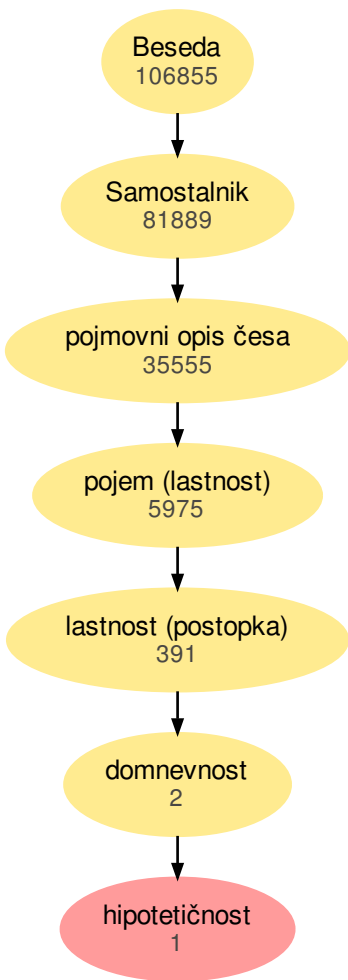 Beseda
106855
Samostalnik
81889
pojmovni opis česa
35555
pojem (lastnost)
5975
lastnost (postopka)
391
domnevnost
2
hipotetičnost
1